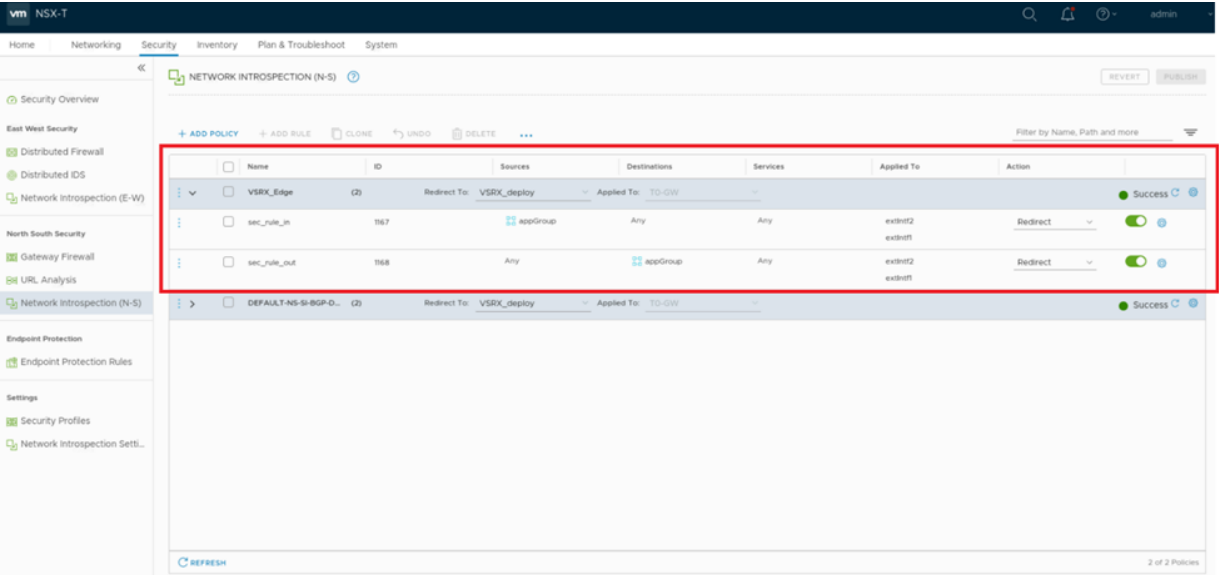 vm NSX-T admin
Home Networking Security Inventory Plan & Troubleshoot System
NETWORK INTROSPECTION (N-S) REVERT PUBLISH
Security Overview
East West Security
Distributed Firewall
Distributed IDS
Network Introspection (E-W)
North South Security
Gateway Firewall
URL Analysis
Network Introspection (N-S)
Endpoint Protection
Endpoint Protection Rules
Settings
Security Profiles
Network Introspection Setti...
+ ADD POLICY + ADD RULE CLONE UNDO DELETE ... Filter by Name, Path and more
Name ID Sources Destinations Services Applied To Action
VSRX_Edge (2) Redirect To: VSRX_deploy Applied To: T0-GW Success
sec_rule_in 1167 appGroup Any Any extIntf2 Redirect
extIntf1
sec_rule_out 1168 Any appGroup Any extIntf2 Redirect
extIntf1
DEFAULT-NS-SI-BGP-D... (2) Redirect To: VSRX_deploy Applied To: T0-GW Success
REFRESH 2 of 2 Policies